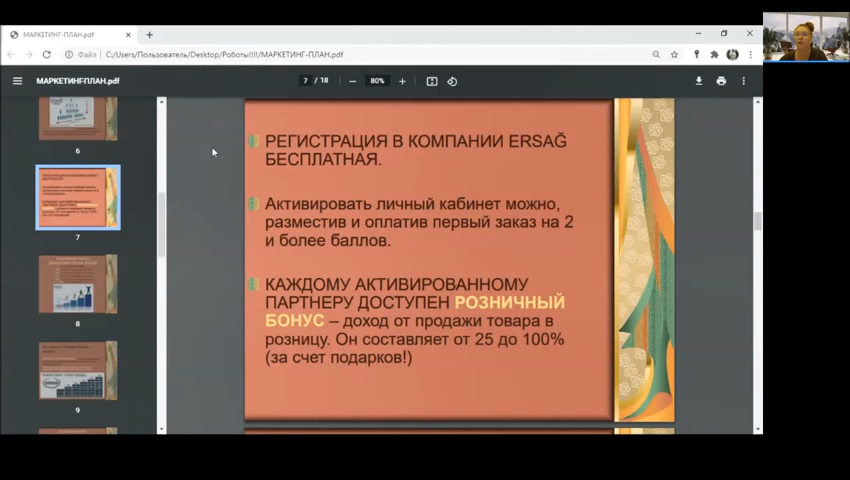 МАРКЕТИНГ-ПЛАН.pdf
Файл C:/Users/Пользователь/Desktop/Роботы!!!!/МАРКЕТИНГ-ПЛАН.pdf
МАРКЕТИНГ-ПЛАН.pdf
7 / 18
80%
6
7
8
9
РЕГИСТРАЦИЯ В КОМПАНИИ ERSAĞ
БЕСПЛАТНАЯ.
Активировать личный кабинет можно,
разместив и оплатив первый заказ на 2
и более баллов.
КАЖДОМУ АКТИВИРОВАННОМУ
ПАРТНЕРУ ДОСТУПЕН РОЗНИЧНЫЙ
БОНУС – доход от продажи товара в
розницу. Он составляет от 25 до 100%
(за счет подарков!)